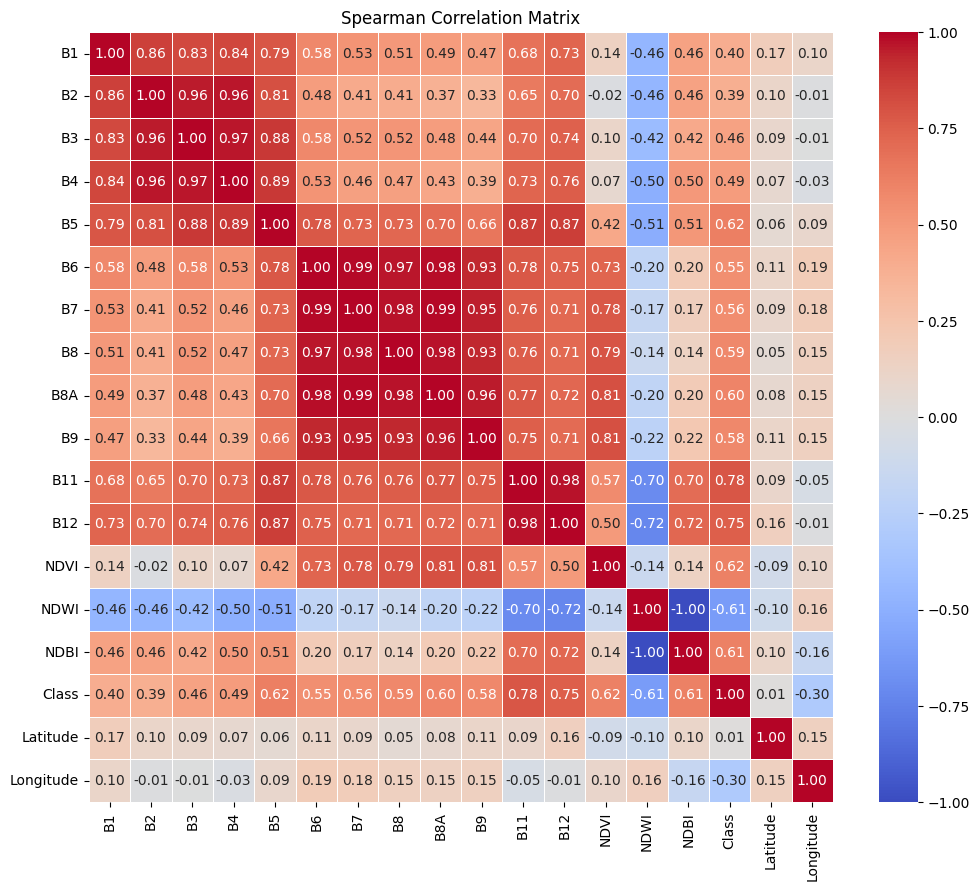 Spearman Correlation Matrix
B1 1.00 0.86 0.83 0.84 0.79 0.58 0.53 0.51 0.49 0.47 0.68 0.73 0.14 -0.46 0.46 0.40 0.17 0.10
B2 0.86 1.00 0.96 0.96 0.81 0.48 0.41 0.41 0.37 0.33 0.65 0.70 -0.02 -0.46 0.46 0.39 0.10 -0.01
B3 0.83 0.96 1.00 0.97 0.88 0.58 0.52 0.52 0.48 0.44 0.70 0.74 0.10 -0.42 0.42 0.46 0.09 -0.01
B4 0.84 0.96 0.97 1.00 0.89 0.53 0.46 0.47 0.43 0.39 0.73 0.76 0.07 -0.50 0.50 0.49 0.07 -0.03
B5 0.79 0.81 0.88 0.89 1.00 0.78 0.73 0.73 0.70 0.66 0.87 0.87 0.42 -0.51 0.51 0.62 0.06 0.09
B6 0.58 0.48 0.58 0.53 0.78 1.00 0.99 0.97 0.98 0.93 0.78 0.75 0.73 -0.20 0.20 0.55 0.11 0.19
B7 0.53 0.41 0.52 0.46 0.73 0.99 1.00 0.98 0.99 0.95 0.76 0.71 0.78 -0.17 0.17 0.56 0.09 0.18
B8 0.51 0.41 0.52 0.47 0.73 0.97 0.98 1.00 0.98 0.93 0.76 0.71 0.79 -0.14 0.14 0.59 0.05 0.15
B8A 0.49 0.37 0.48 0.43 0.70 0.98 0.99 0.98 1.00 0.96 0.77 0.72 0.81 -0.20 0.20 0.60 0.08 0.15
B9 0.47 0.33 0.44 0.39 0.66 0.93 0.95 0.93 0.96 1.00 0.75 0.71 0.81 -0.22 0.22 0.58 0.11 0.15
B11 0.68 0.65 0.70 0.73 0.87 0.78 0.76 0.76 0.77 0.75 1.00 0.98 0.57 -0.70 0.70 0.78 0.09 -0.05
B12 0.73 0.70 0.74 0.76 0.87 0.75 0.71 0.71 0.72 0.71 0.98 1.00 0.50 -0.72 0.72 0.75 0.16 -0.01
NDVI 0.14 -0.02 0.10 0.07 0.42 0.73 0.78 0.79 0.81 0.81 0.57 0.50 1.00 -0.14 0.14 0.62 -0.09 0.10
NDWI -0.46 -0.46 -0.42 -0.50 -0.51 -0.20 -0.17 -0.14 -0.20 -0.22 -0.70 -0.72 -0.14 1.00 -1.00 -0.61 -0.10 0.16
NDBI 0.46 0.46 0.42 0.50 0.51 0.20 0.17 0.14 0.20 0.22 0.70 0.72 0.14 -1.00 1.00 0.61 0.10 -0.16
Class 0.40 0.39 0.46 0.49 0.62 0.55 0.56 0.59 0.60 0.58 0.78 0.75 0.62 -0.61 0.61 1.00 0.01 -0.30
Latitude 0.17 0.10 0.09 0.07 0.06 0.11 0.09 0.05 0.08 0.11 0.09 0.16 -0.09 -0.10 0.10 0.01 1.00 0.15
Longitude 0.10 -0.01 -0.01 -0.03 0.09 0.19 0.18 0.15 0.15 0.15 -0.05 -0.01 0.10 0.16 -0.16 -0.30 0.15 1.00
B1 B2 B3 B4 B5 B6 B7 B8 B8A B9 B11 B12 NDVI NDWI NDBI Class Latitude Longitude
1.00
0.75
0.50
0.25
0.00
−0.25
−0.50
−0.75
−1.00